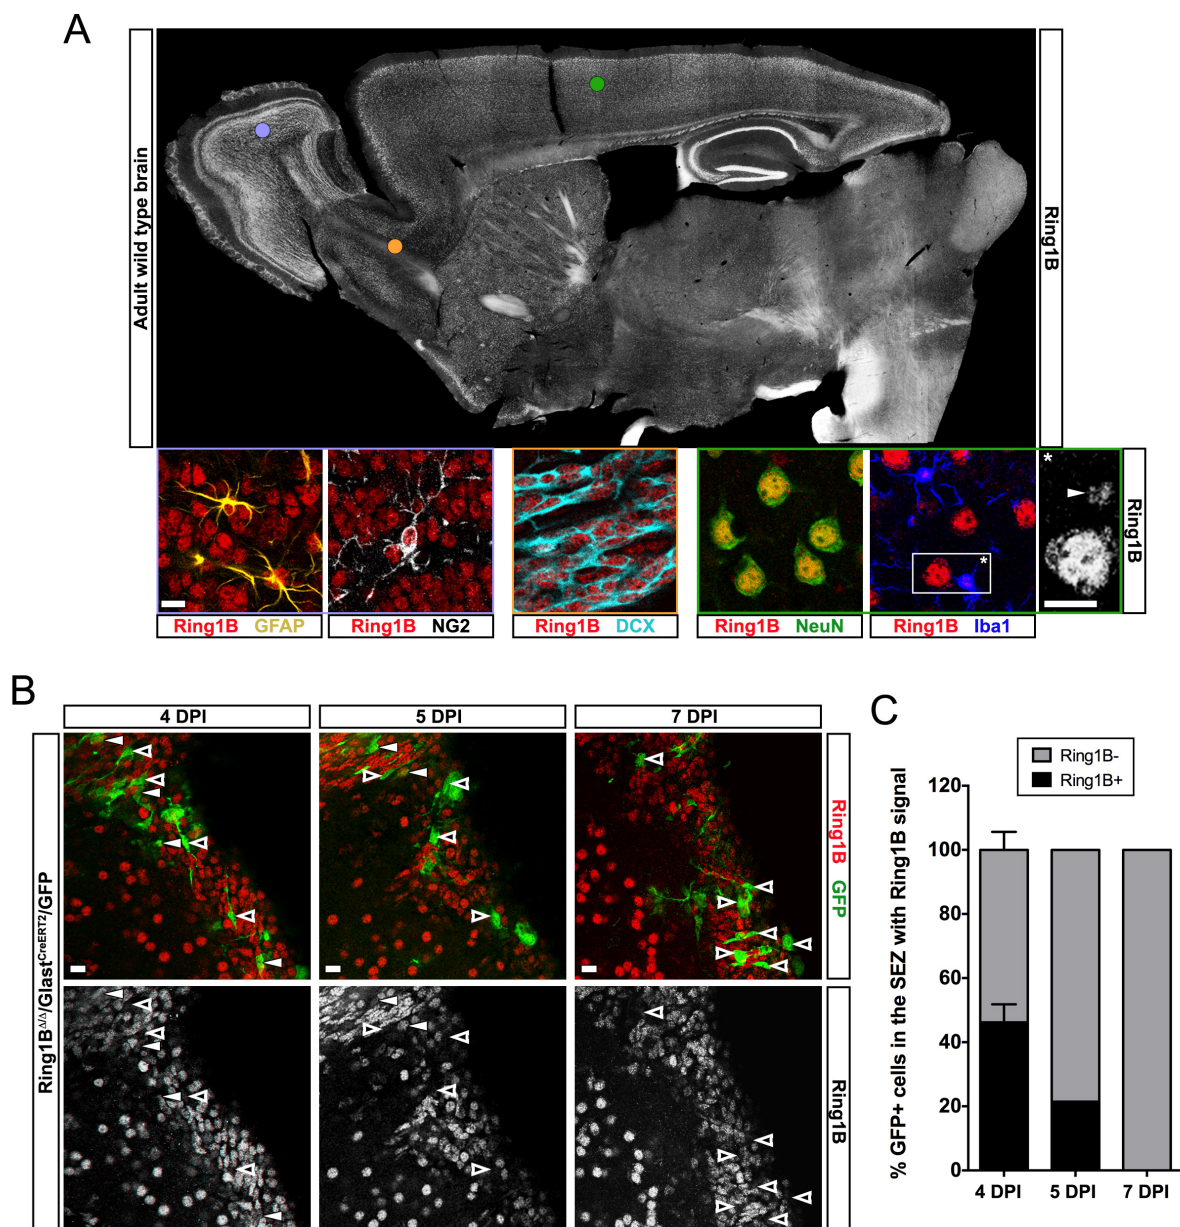 A
Adult wild type brain
Ring1B
*
*
Ring1B
Ring1B GFAP
Ring1B NG2
Ring1B DCX
Ring1B NeuN
Ring1B Iba1
B
4 DPI
5 DPI
7 DPI
Ring1BΔ/Δ/GlastCreERT2/GFP
Ring1B GFP
Ring1B
C
Ring1B-
Ring1B+
% GFP+ cells in the SEZ with Ring1B signal
120
100
80
60
40
20
0
4 DPI
5 DPI
7 DPI